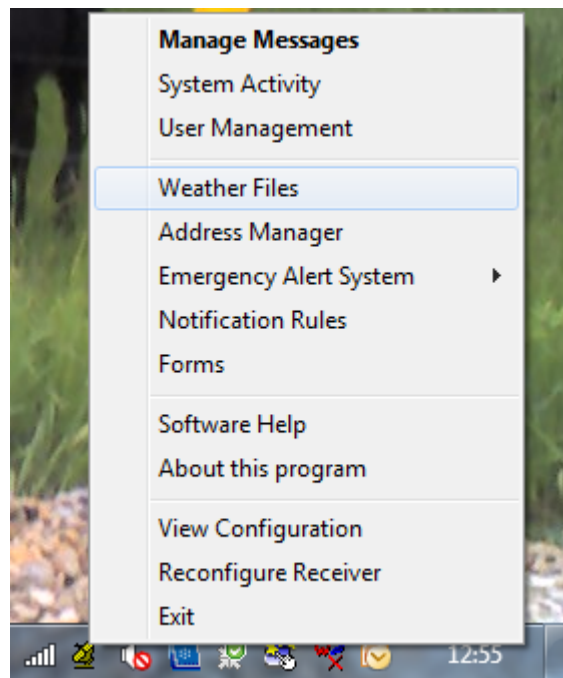 Manage Messages
System Activity
User Management
Weather Files
Address Manager
Emergency Alert System
Notification Rules
Forms
Software Help
About this program
View Configuration
Reconfigure Receiver
Exit
12:55